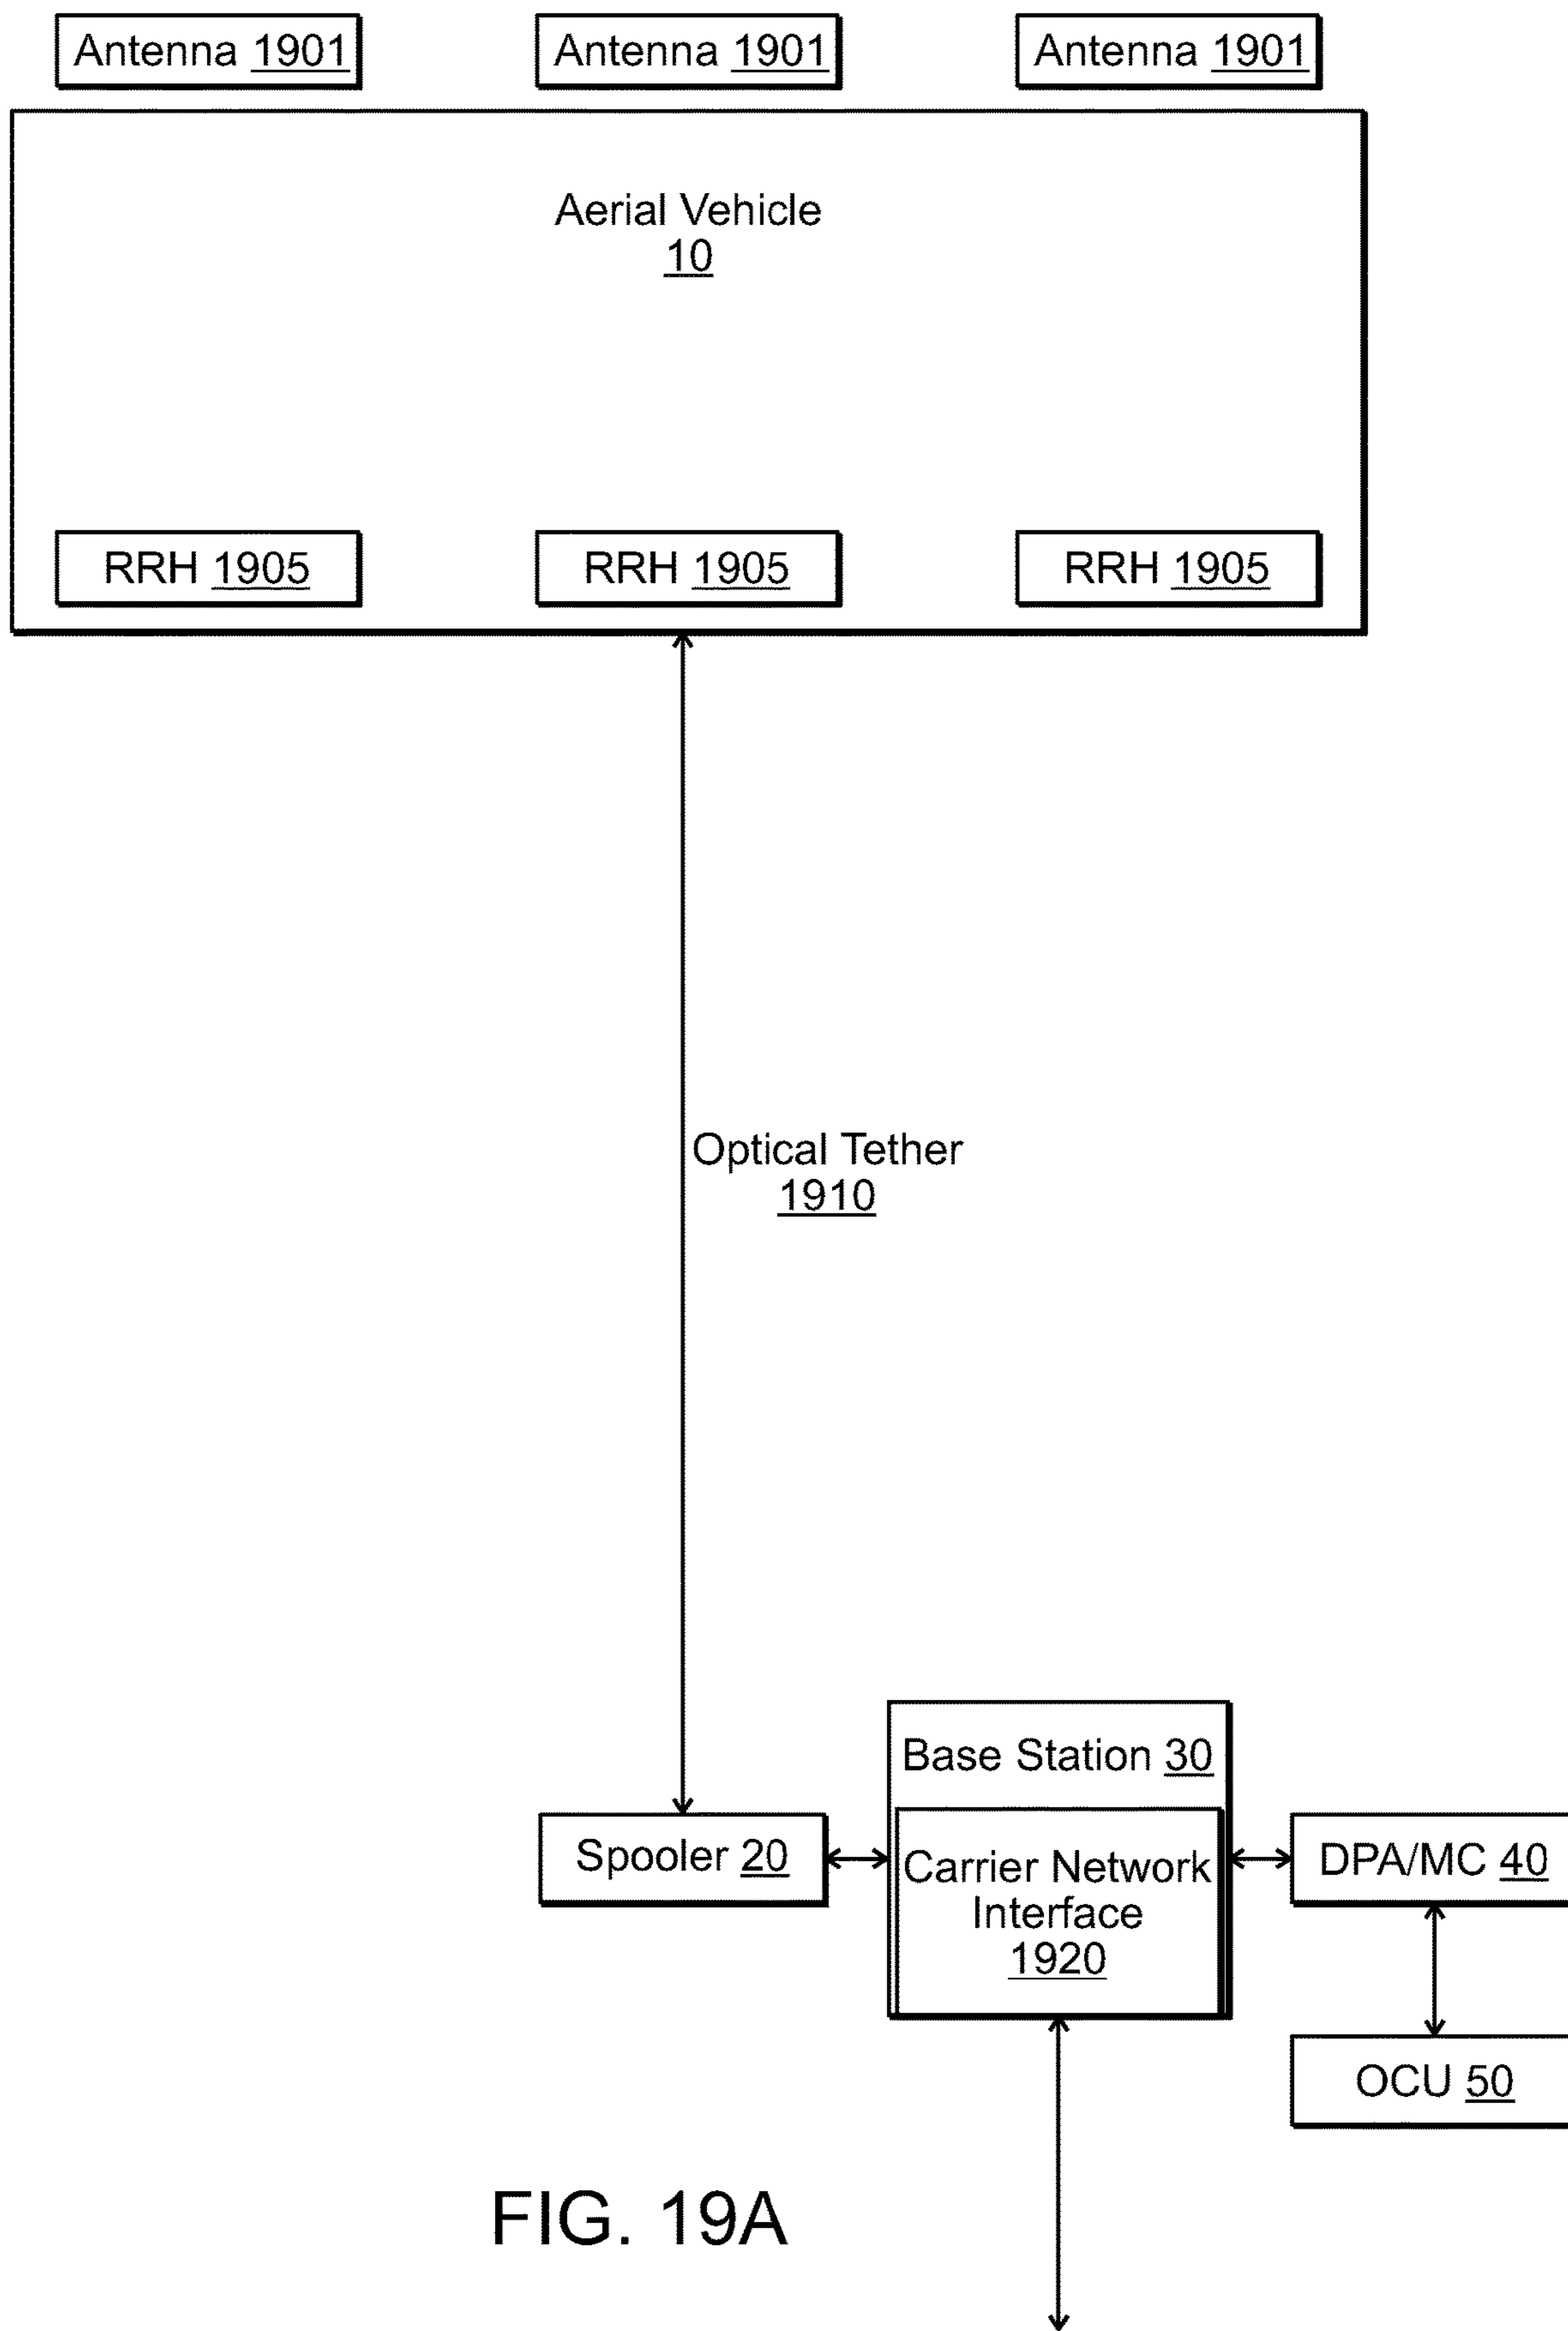 Antenna 1901 Antenna 1901 Antenna 1901
Aerial Vehicle
10
RRH 1905 RRH 1905 RRH 1905
Optical Tether
1910
Base Station 30
Spooler 20
Carrier Network
Interface
1920
DPA/MC 40
OCU 50
FIG. 19A